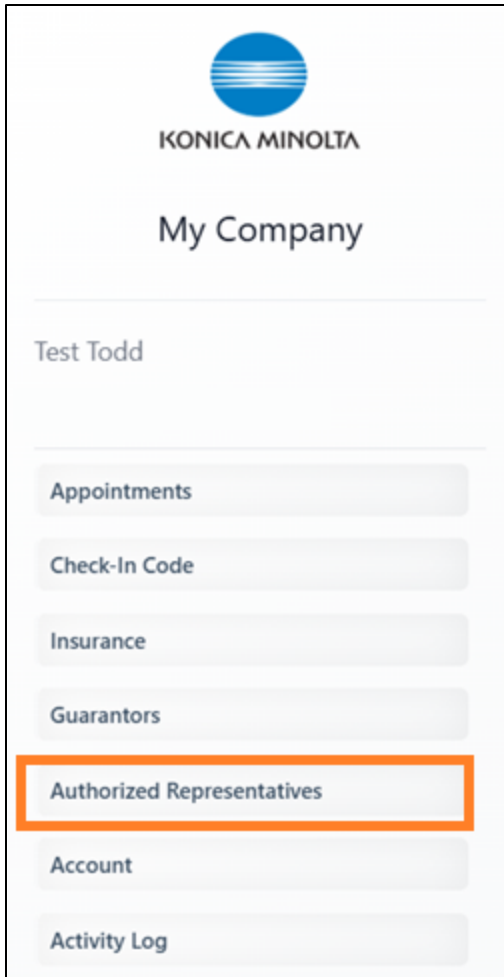 KONICA MINOLTA
My Company
Test Todd
Appointments
Check-In Code
Insurance
Guarantors
Authorized Representatives
Account
Activity Log